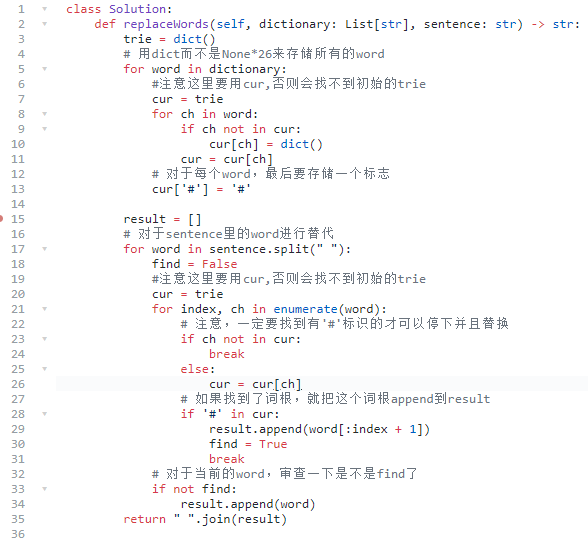 1 class Solution:
2     def replaceWords(self, dictionary: List[str], sentence: str) -> str:
3         trie = dict()
4         # 用dict而不是None*26来存储所有的word
5         for word in dictionary:
6             #注意这里要用cur,否则会找不到初始的trie
7             cur = trie
8             for ch in word:
9                 if ch not in cur:
10                     cur[ch] = dict()
11                 cur = cur[ch]
12             # 对于每个word，最后要存储一个标志
13             cur['#'] = '#'
14
15         result = []
16         # 对于sentence里的word进行替代
17         for word in sentence.split(" "):
18             find = False
19             #注意这里要用cur,否则会找不到初始的trie
20             cur = trie
21             for index, ch in enumerate(word):
22                 # 注意，一定要找到有'#'标识的才可以停下并且替换
23                 if ch not in cur:
24                     break
25                 else:
26                     cur = cur[ch]
27                 # 如果找到了词根，就把这个词根append到result
28                 if '#' in cur:
29                     result.append(word[:index + 1])
30                     find = True
31                     break
32             # 对于当前的word，审查一下是不是find了
33             if not find:
34                 result.append(word)
35         return " ".join(result)
36